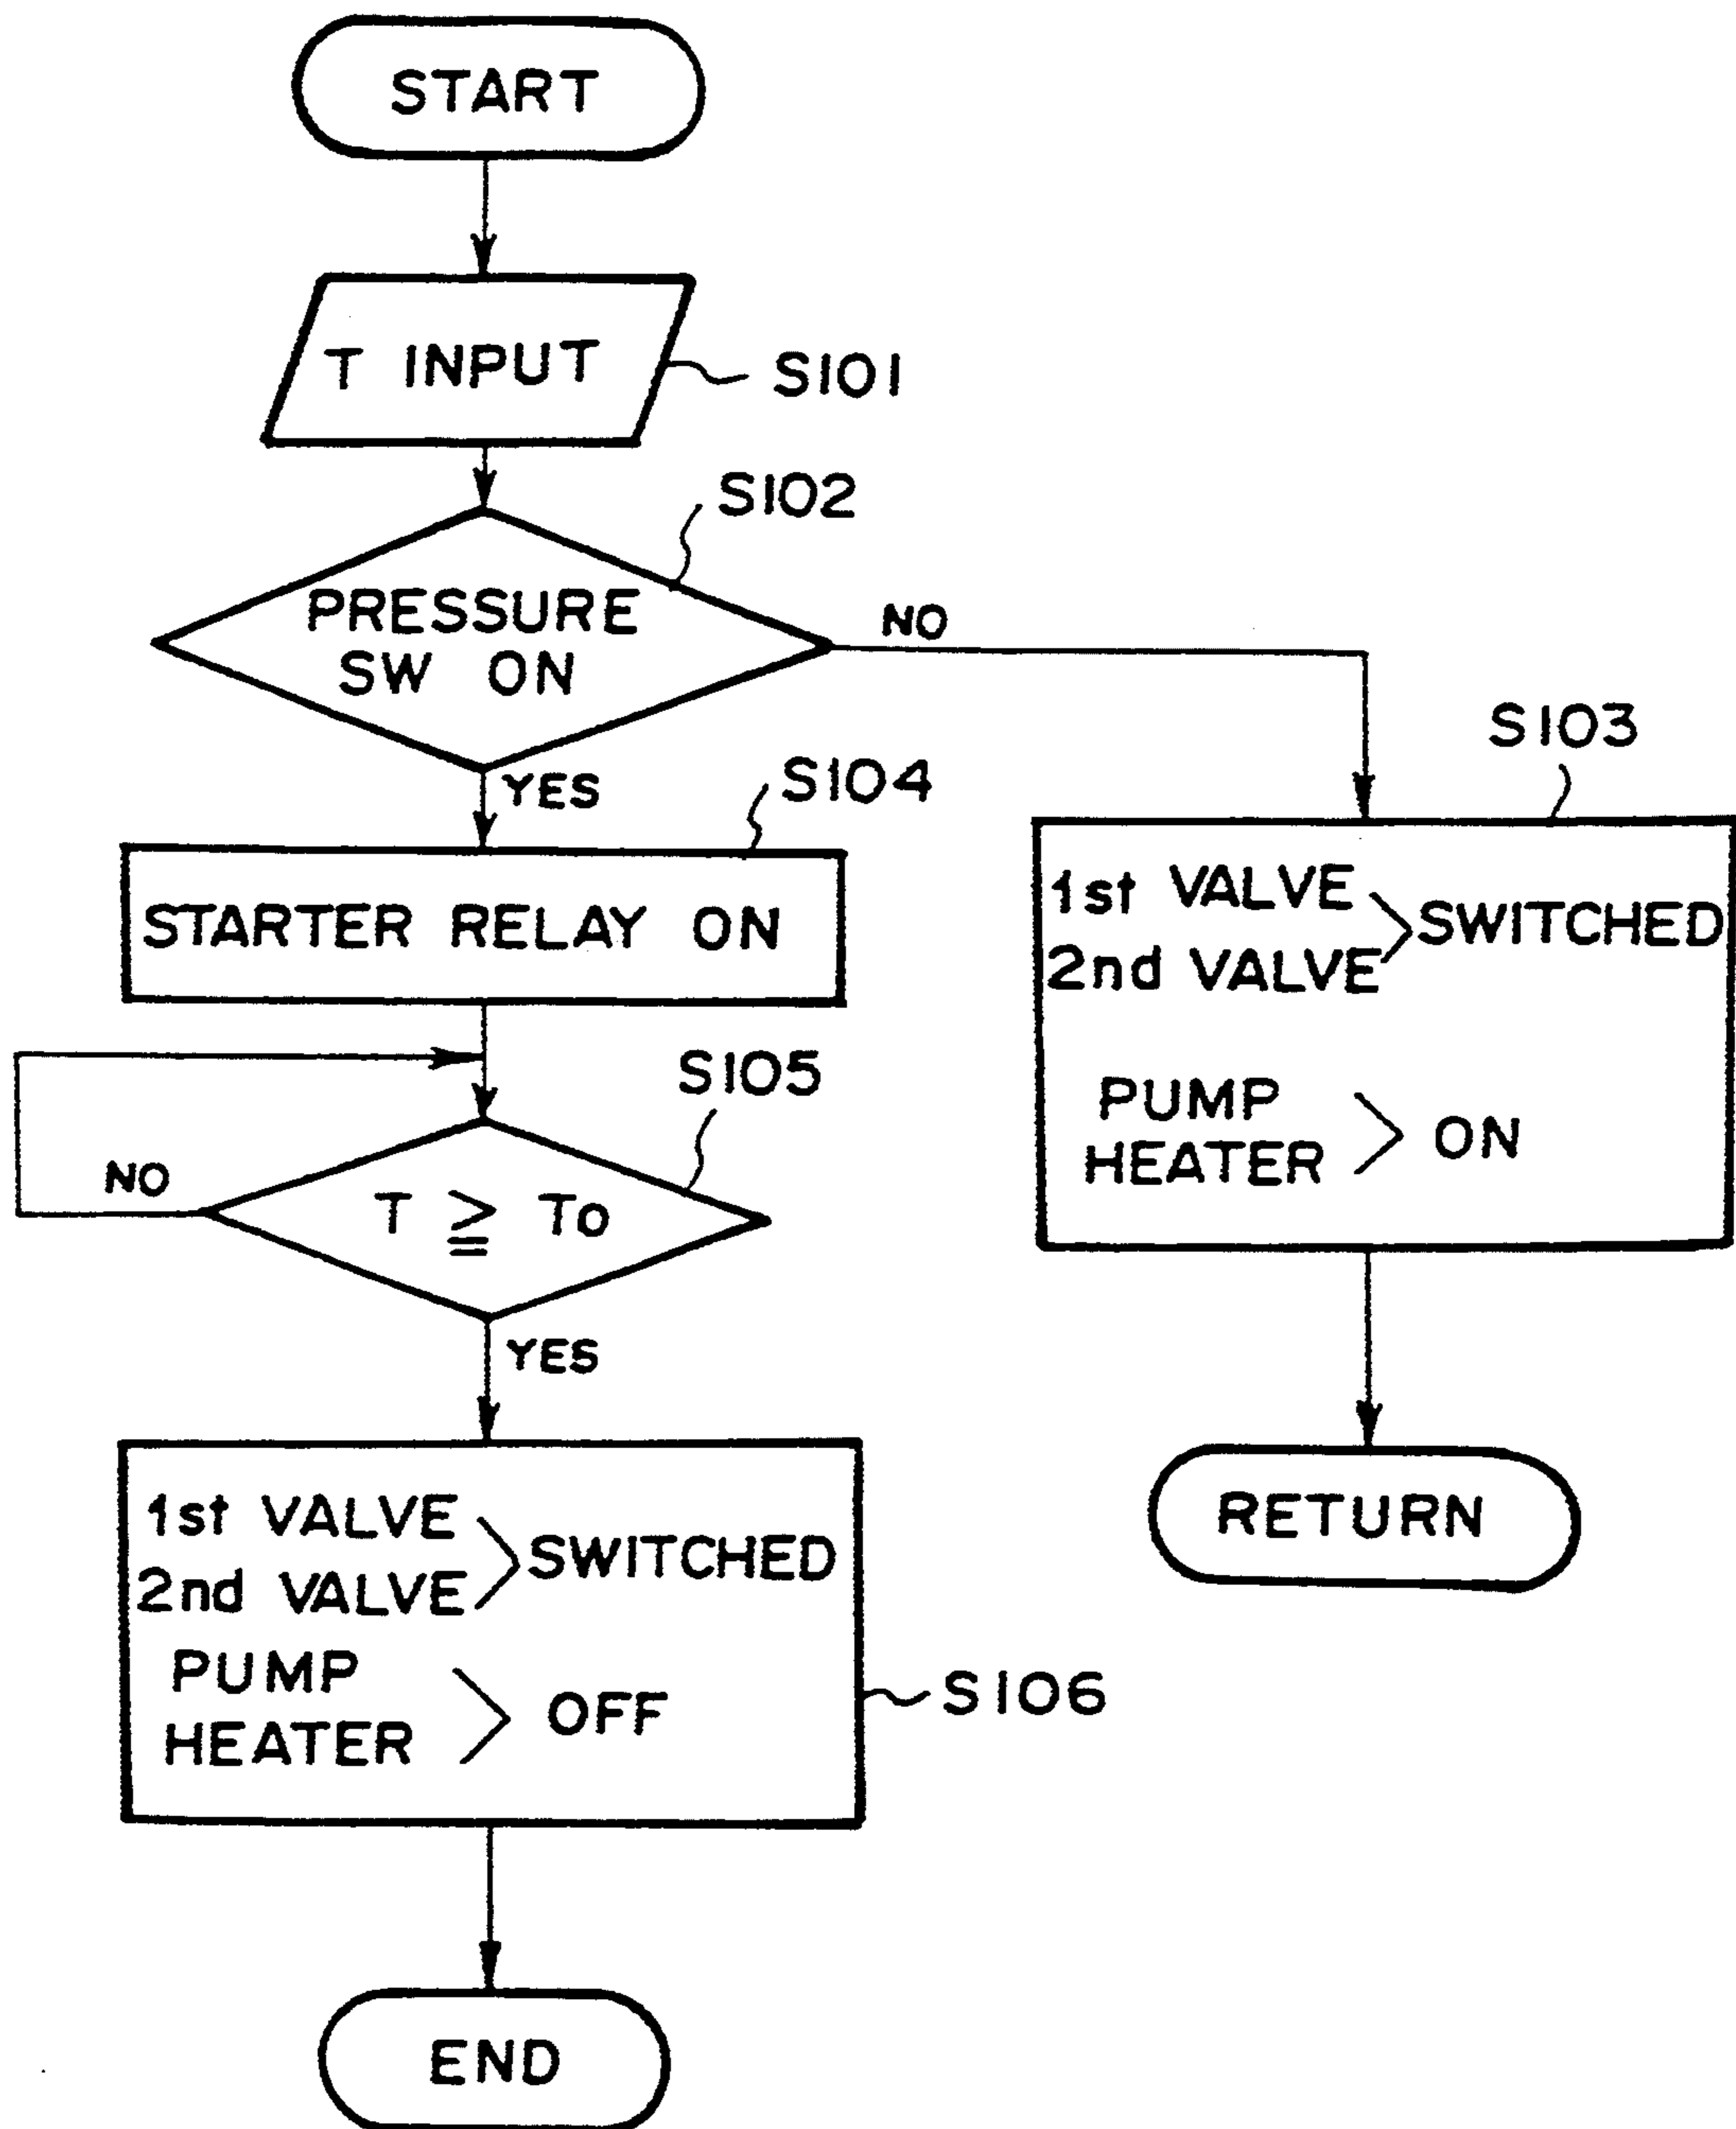 START
T INPUT
S101
S102
PRESSURE
SW ON
NO
YES
S104
STARTER RELAY ON
S103
1st VALVE
2nd VALVE
> SWITCHED
PUMP
HEATER
> ON
RETURN
S105
T ≧ To
NO
YES
1st VALVE
2nd VALVE
> SWITCHED
PUMP
HEATER
> OFF
S106
END